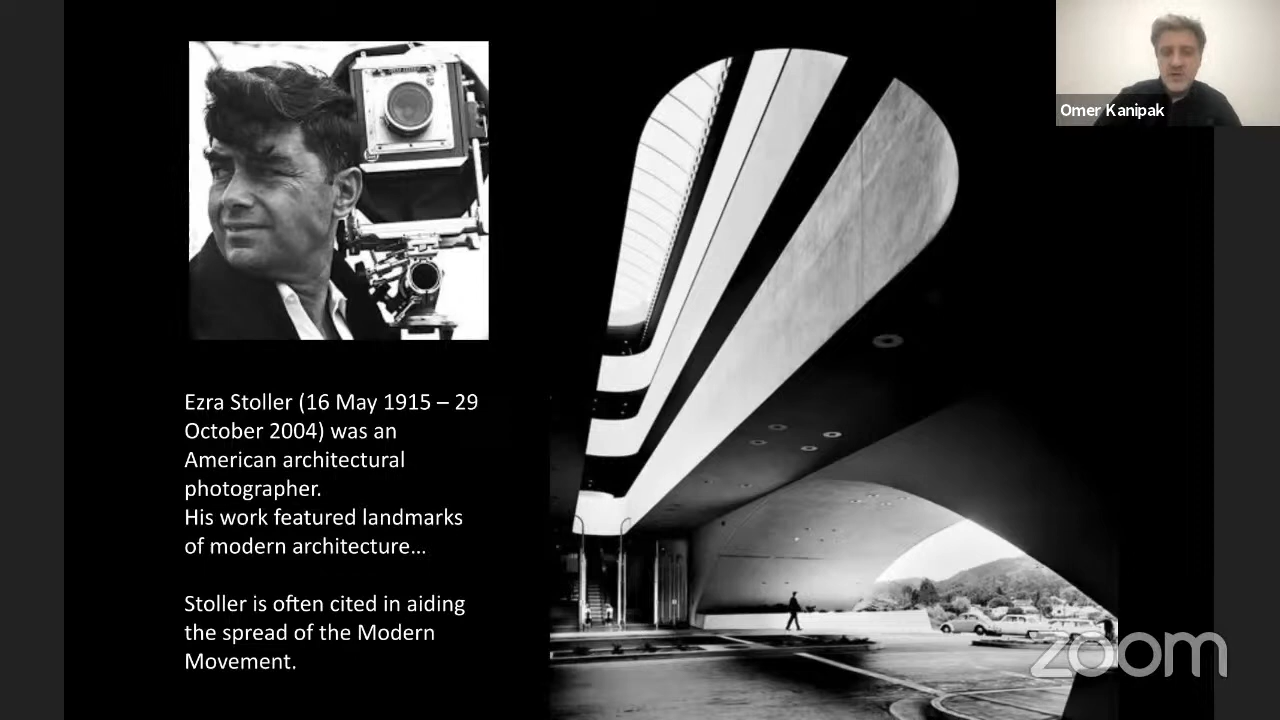 Omer Kanipak
Ezra Stoller (16 May 1915 – 29
October 2004) was an
American architectural
photographer.
His work featured landmarks
of modern architecture…
Stoller is often cited in aiding
the spread of the Modern
Movement.
zoom